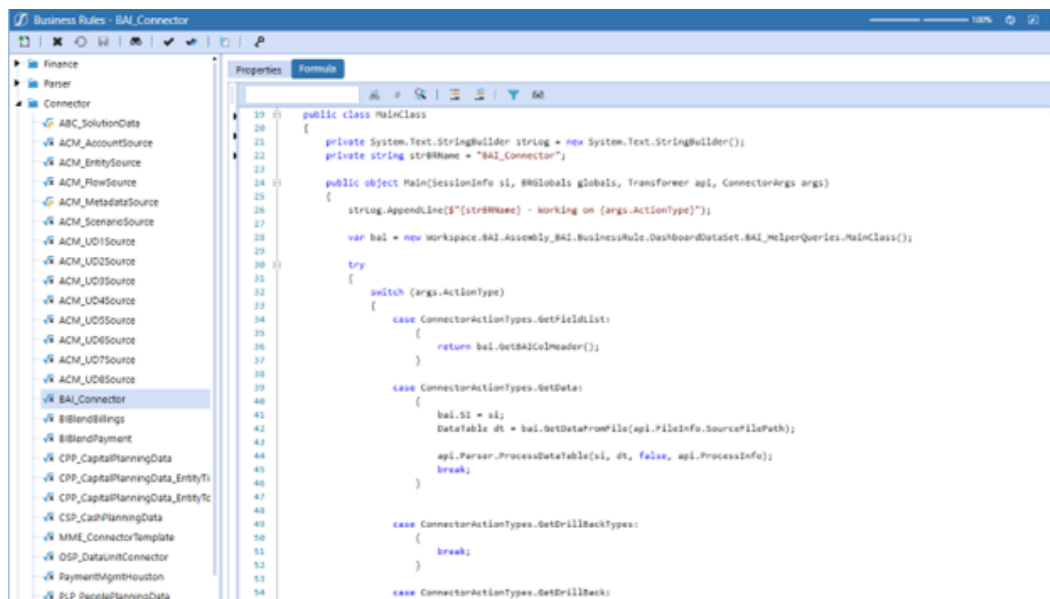 Business Rules - BAI_Connector
100%
Finance
Parser
Connector
ABC_SolutionData
ACM_AccountSource
ACM_EntitySource
ACM_FlowSource
ACM_MetadataSource
ACM_ScenarioSource
ACM_UD1Source
ACM_UD2Source
ACM_UD3Source
ACM_UD4Source
ACM_UD5Source
ACM_UD6Source
ACM_UD7Source
ACM_UD8Source
BAI_Connector
BIBlendBillings
BIBlendPayment
CPP_CapitalPlanningData
CPP_CapitalPlanningData_EntityTi
CPP_CapitalPlanningData_EntityTc
CSP_CashPlanningData
MME_ConnectorTemplate
OSP_DataUnitConnector
PaymentMgmtHouston
PLP_PeoplePlanningData
Properties Formula
19 public class MainClass
20 {
21 private System.Text.StringBuilder strLog = new System.Text.StringBuilder();
22 private string strBRName = "BAI_Connector";
23
24 public object Main(SessionInfo si, BRGlobals globals, Transformer api, ConnectorArgs args)
25 {
26 strLog.AppendLine($"{strBRName} - Working on {args.ActionType}");
27
28 var bai = new Workspace.BAI.Assembly_BAI.BusinessRule.DashboardDataSet.BAI_HelperQueries.MainClass();
29
30 try
31 {
32 switch (args.ActionType)
33 {
34 case ConnectorActionTypes.GetFieldList:
35 {
36 return bai.GetBAIColHeader();
37 }
38
39 case ConnectorActionTypes.GetData:
40 {
41 bai.SI = si;
42 DataTable dt = bai.GetDataFromFile(api.FileInfo.SourceFilePath);
43
44 api.Parser.ProcessDataTable(si, dt, false, api.ProcessInfo);
45 break;
46 }
47
48
49 case ConnectorActionTypes.GetDrillBackTypes:
50 {
51 break;
52 }
53
54 case ConnectorActionTypes.GetDrillBack: